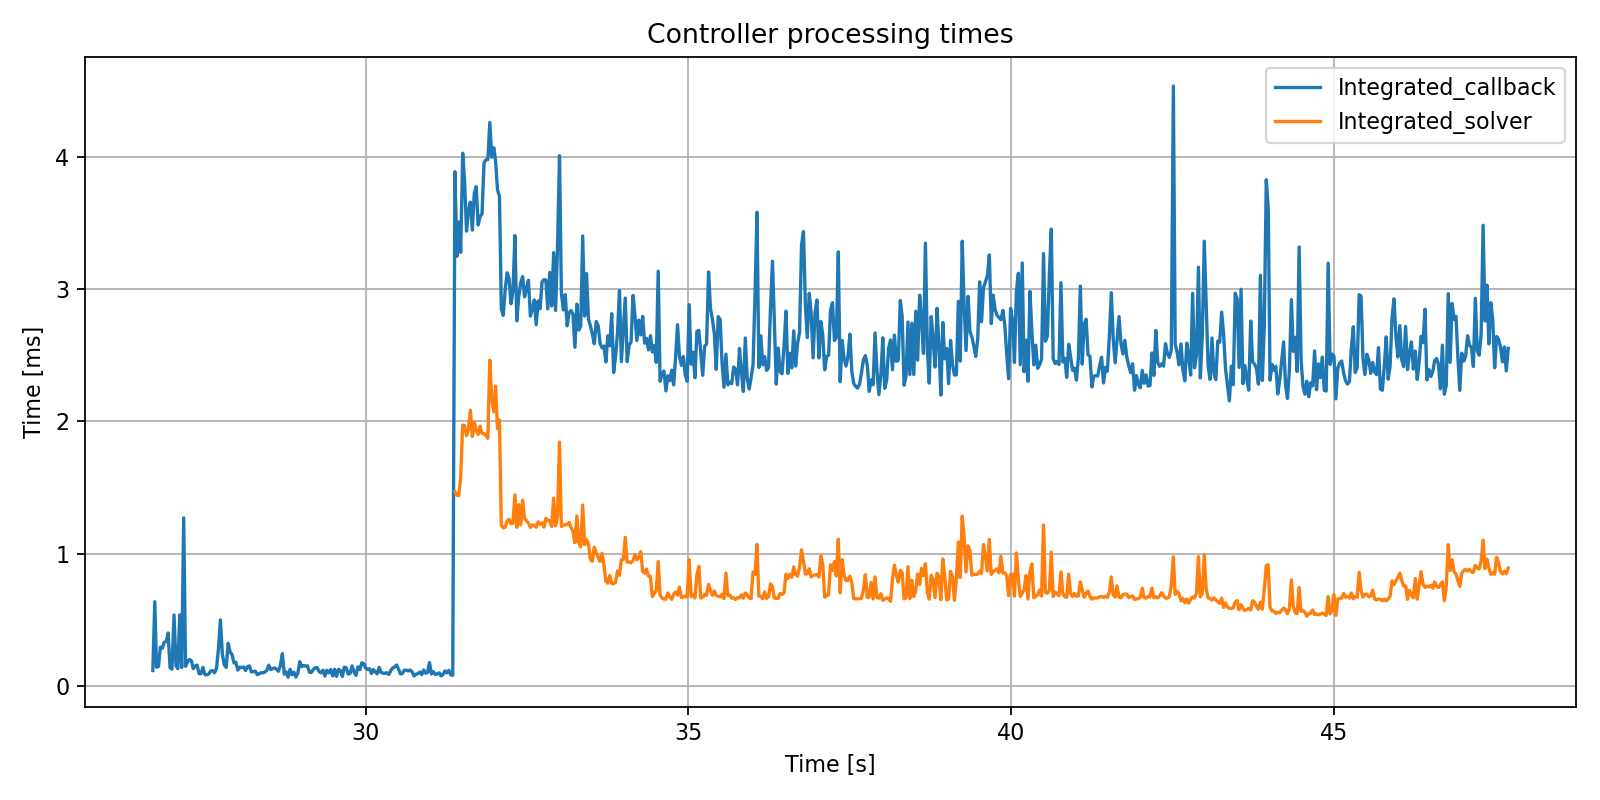 Controller processing times
Integrated_callback
Integrated_solver
Time [ms]
4
3
2
1
0
30
35
40
45
Time [s]